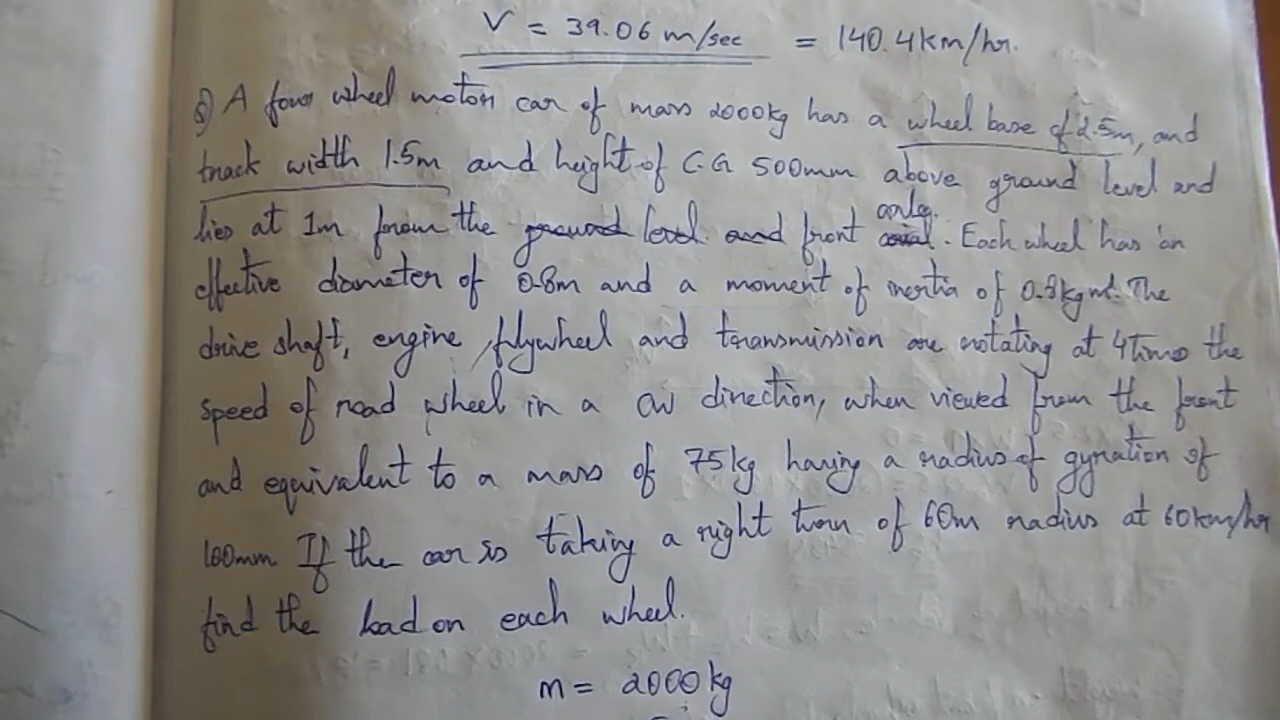 V = 39.06 m/sec = 140.4 km/hr.
Q) A four wheel motor car of mass 2000kg has a wheel base of 2.5m, and
track width 1.5m and height of C G 500mm above ground level and
lies at 1m from the ground level and front axial axle. Each wheel has an
effective diameter of 0.8m and a moment of inertia of 0.8kgm². The
drive shaft, engine, flywheel and transmission are rotating at 4 times the
speed of road wheel in a CW direction, when viewed from the front
and equivalent to a mass of 75kg having a radius of gyration of
100mm If the car is taking a right turn of 60m radius at 60km/hr
find the load on each wheel.
m = 2000 kg